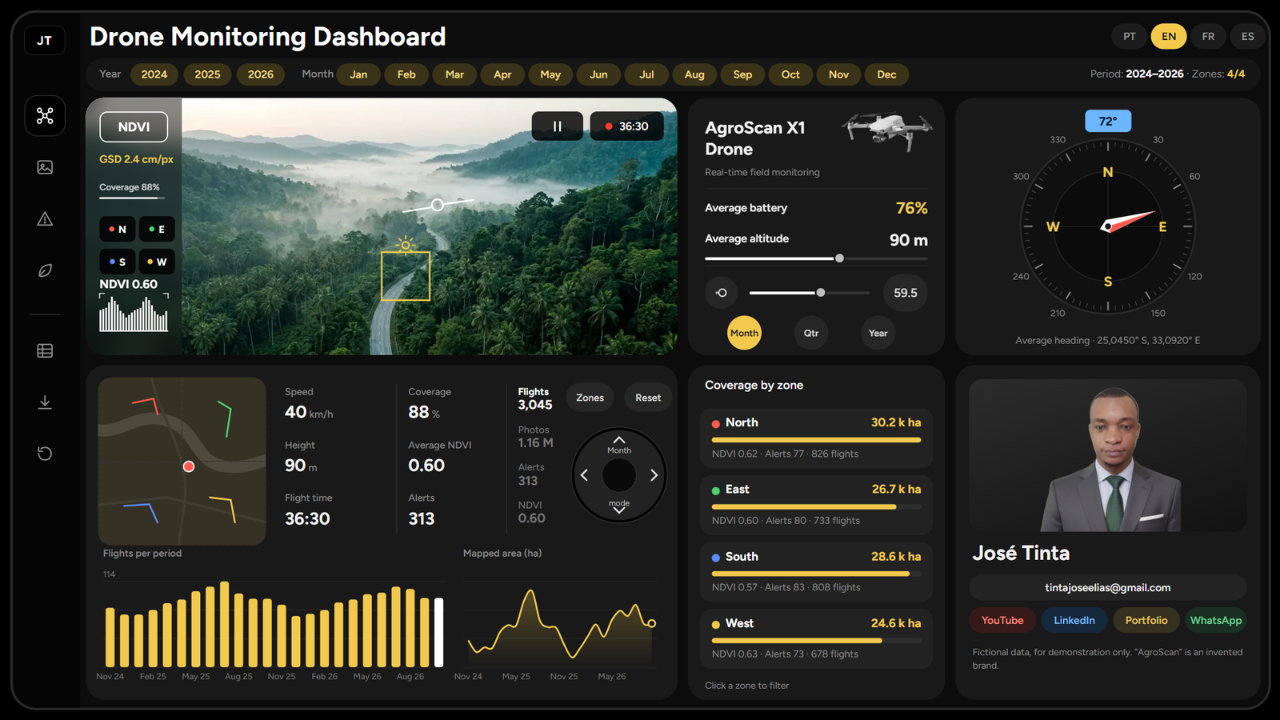 JT
Drone Monitoring Dashboard
PT EN FR ES
Year 2024 2025 2026 Month Jan Feb Mar Apr May Jun Jul Aug Sep Oct Nov Dec
Period: 2024–2026 · Zones: 4/4
NDVI
GSD 2.4 cm/px
Coverage 88%
N E
S W
NDVI 0.60
36:30
AgroScan X1
Drone
Real-time field monitoring
Average battery 76%
Average altitude 90 m
59.5
Month Qtr Year
72°
330 30
300 N 60
W E
240 S 120
210 150
Average heading · 25,0450° S, 33,0920° E
Speed
40 km/h
Height
90 m
Flight time
36:30
Coverage
88 %
Average NDVI
0.60
Alerts
313
Flights
3,045
Photos
1.16 M
Alerts
313
NDVI
0.60
Zones Reset
Month
mode
Flights per period
114
Nov 24 Feb 25 May 25 Aug 25 Nov 25 Feb 26 May 26 Aug 26
Mapped area (ha)
Nov 24 May 25 Nov 25 May 26
Coverage by zone
North 30.2 k ha
NDVI 0.62 · Alerts 77 · 826 flights
East 26.7 k ha
NDVI 0.60 · Alerts 80 · 733 flights
South 28.6 k ha
NDVI 0.57 · Alerts 83 · 808 flights
West 24.6 k ha
NDVI 0.63 · Alerts 73 · 678 flights
Click a zone to filter
José Tinta
tintajoseelias@gmail.com
YouTube LinkedIn Portfolio WhatsApp
Fictional data, for demonstration only. “AgroScan” is an invented
brand.